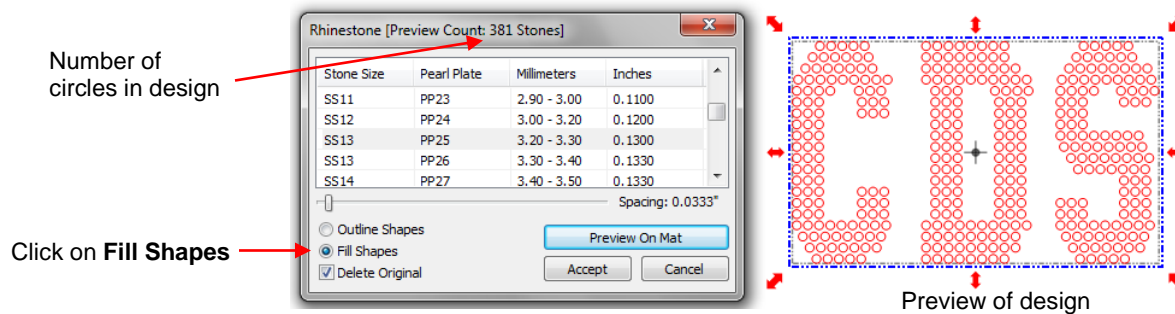 Number of
circles in design
Rhinestone [Preview Count: 381 Stones]
Stone Size Pearl Plate Millimeters Inches
SS11 PP23 2.90 - 3.00 0.1100
SS12 PP24 3.00 - 3.20 0.1200
SS13 PP25 3.20 - 3.30 0.1300
SS13 PP26 3.30 - 3.40 0.1330
SS14 PP27 3.40 - 3.50 0.1330
Spacing: 0.0333"
Outline Shapes
Fill Shapes
Delete Original
Preview On Mat
Accept Cancel
Click on Fill Shapes
CDS
Preview of design